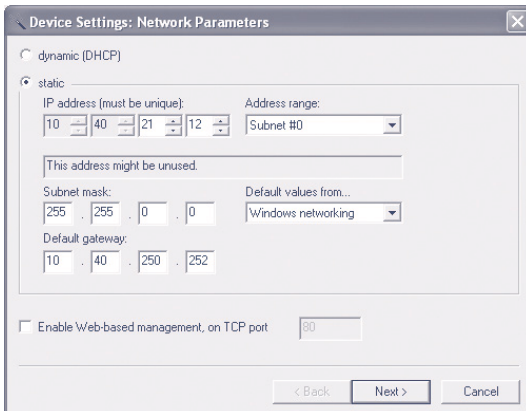 Device Settings: Network Parameters
dynamic (DHCP)
static
IP address (must be unique): Address range:
10 40 21 12 Subnet #0
This address might be unused.
Subnet mask: Default values from...
255 . 255 . 0 . 0 Windows networking
Default gateway:
10 . 40 . 250 . 252
Enable Web-based management, on TCP port 80
< Back Next > Cancel